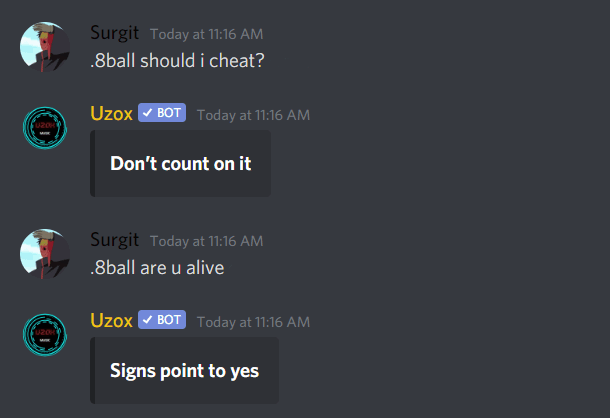 Surgit Today at 11:16 AM
.8ball should i cheat?
Uzox ✓ BOT Today at 11:16 AM
UZOX
Don't count on it
Surgit Today at 11:16 AM
.8ball are u alive
Uzox ✓ BOT Today at 11:16 AM
UZOX
Signs point to yes